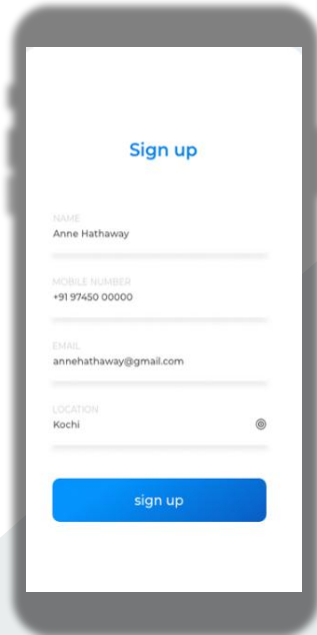 Sign up
NAME
Anne Hathaway
MOBILE NUMBER
+91 97450 00000
EMAIL
annehathaway@gmail.com
LOCATION
Kochi
sign up